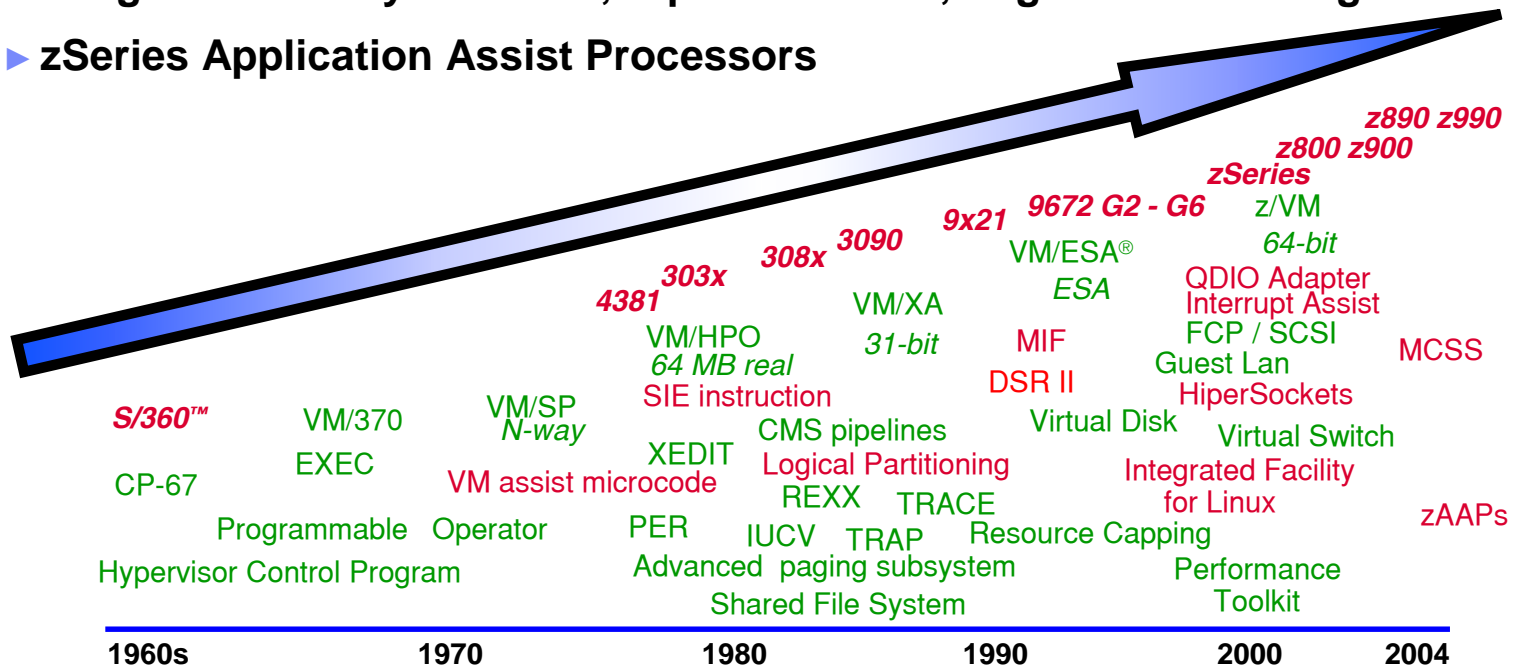 ► zSeries Application Assist Processors
z890 z990
z800 z900
zSeries
9672 G2 - G6
z/VM
9x21
3090
VM/ESA®
64-bit
308x
303x
ESA
QDIO Adapter
4381
VM/XA
Interrupt Assist
VM/HPO
31-bit
MIF
FCP / SCSI
MCSS
64 MB real
Guest Lan
SIE instruction
DSR II
HiperSockets
S/360™
VM/370
VM/SP
N-way
CMS pipelines
Virtual Disk
Virtual Switch
EXEC
XEDIT
Logical Partitioning
Integrated Facility
for Linux
CP-67
VM assist microcode
REXX
TRACE
zAAPs
Programmable Operator
PER
IUCV
TRAP
Resource Capping
Hypervisor Control Program
Advanced paging subsystem
Performance
Toolkit
Shared File System
1960s 1970 1980 1990 2000 2004